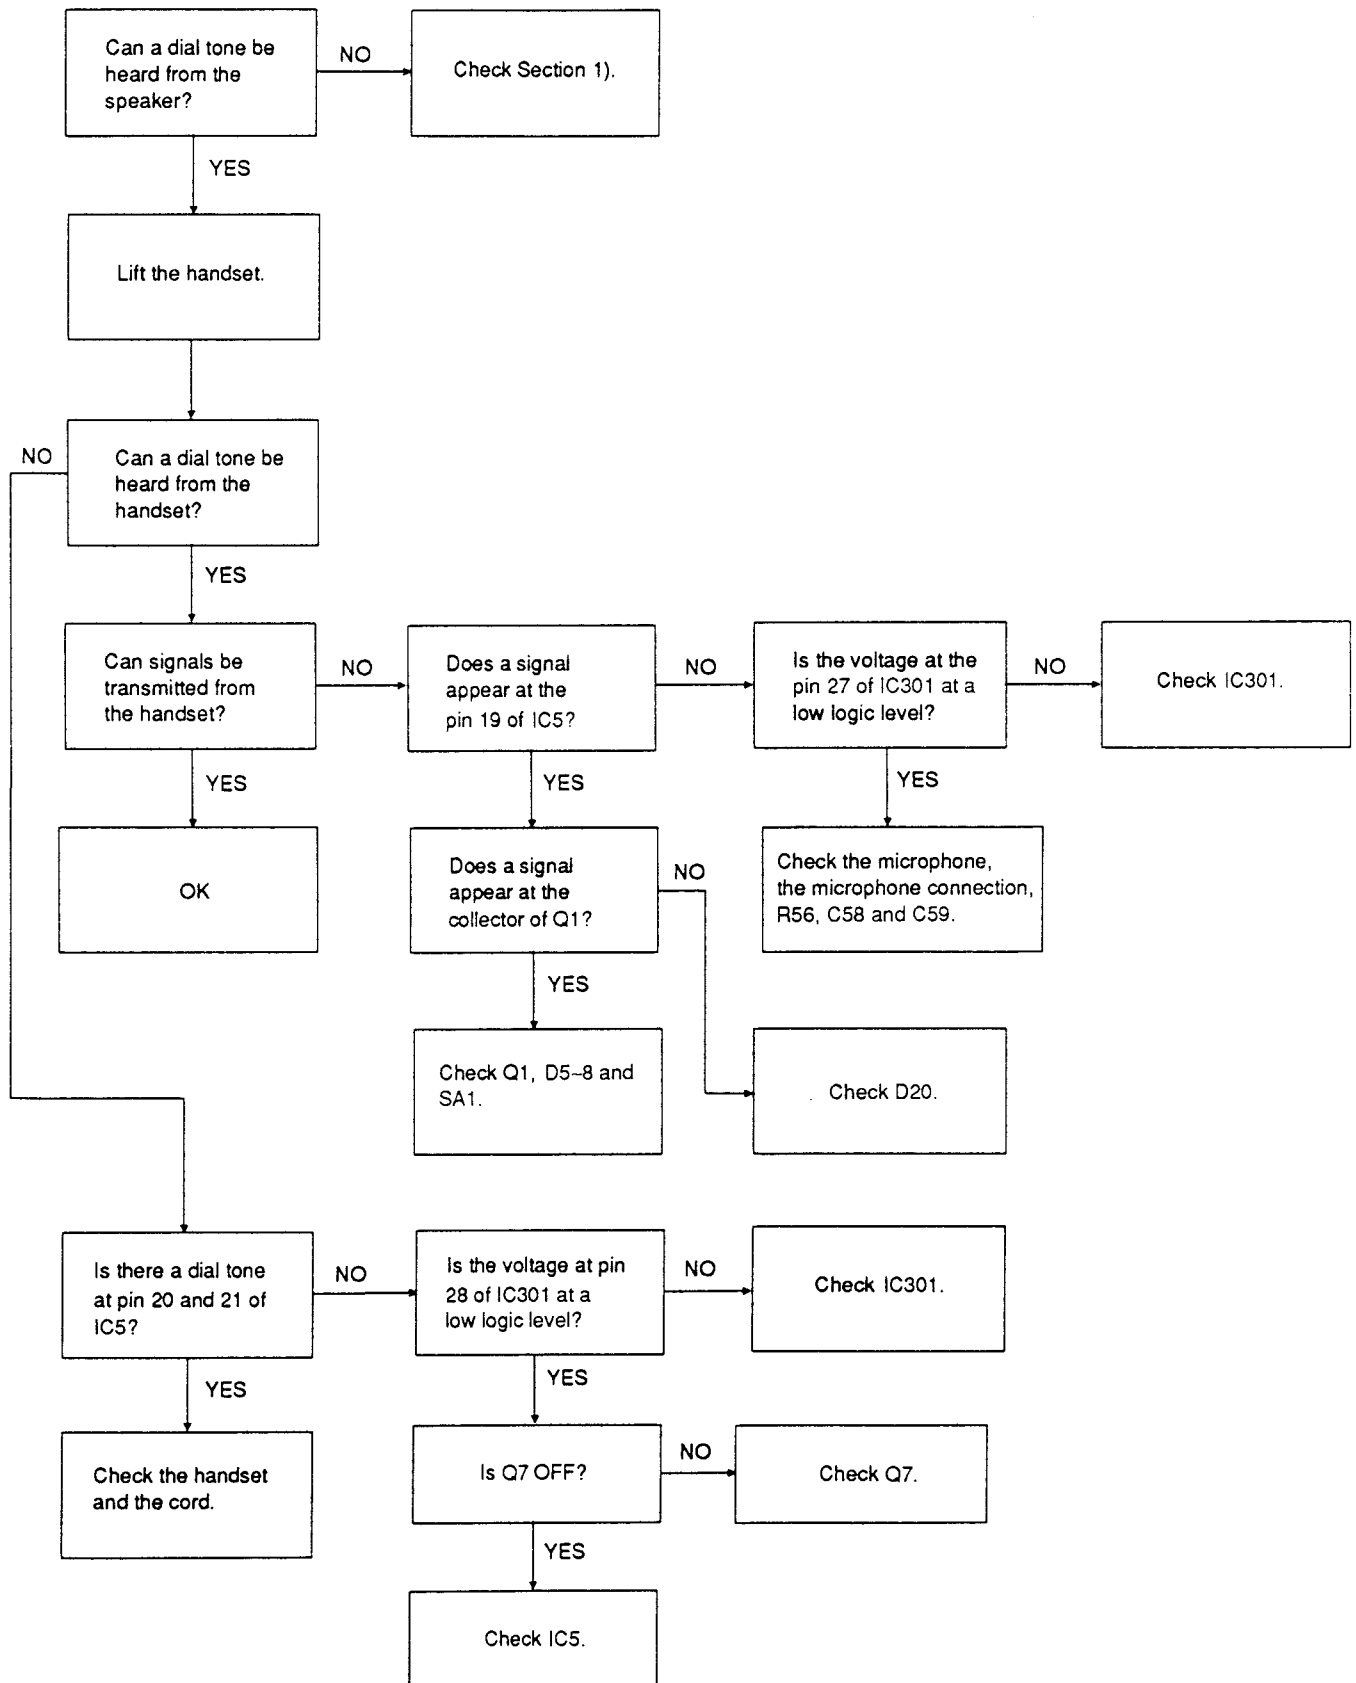 Can a dial tone be
heard from the
speaker?
NO
Check Section 1).
YES
Lift the handset.
NO
Can a dial tone be
heard from the
handset?
YES
Can signals be
transmitted from
the handset?
NO
Does a signal
appear at the
pin 19 of IC5?
NO
Is the voltage at the
pin 27 of IC301 at a
low logic level?
NO
Check IC301.
YES
YES
YES
OK
Does a signal
appear at the
collector of Q1?
NO
Check the microphone,
the microphone connection,
R56, C58 and C59.
YES
Check Q1, D5~8 and
SA1.
Check D20.
Is there a dial tone
at pin 20 and 21 of
IC5?
NO
Is the voltage at pin
28 of IC301 at a
low logic level?
NO
Check IC301.
YES
YES
Check the handset
and the cord.
Is Q7 OFF?
NO
Check Q7.
YES
Check IC5.